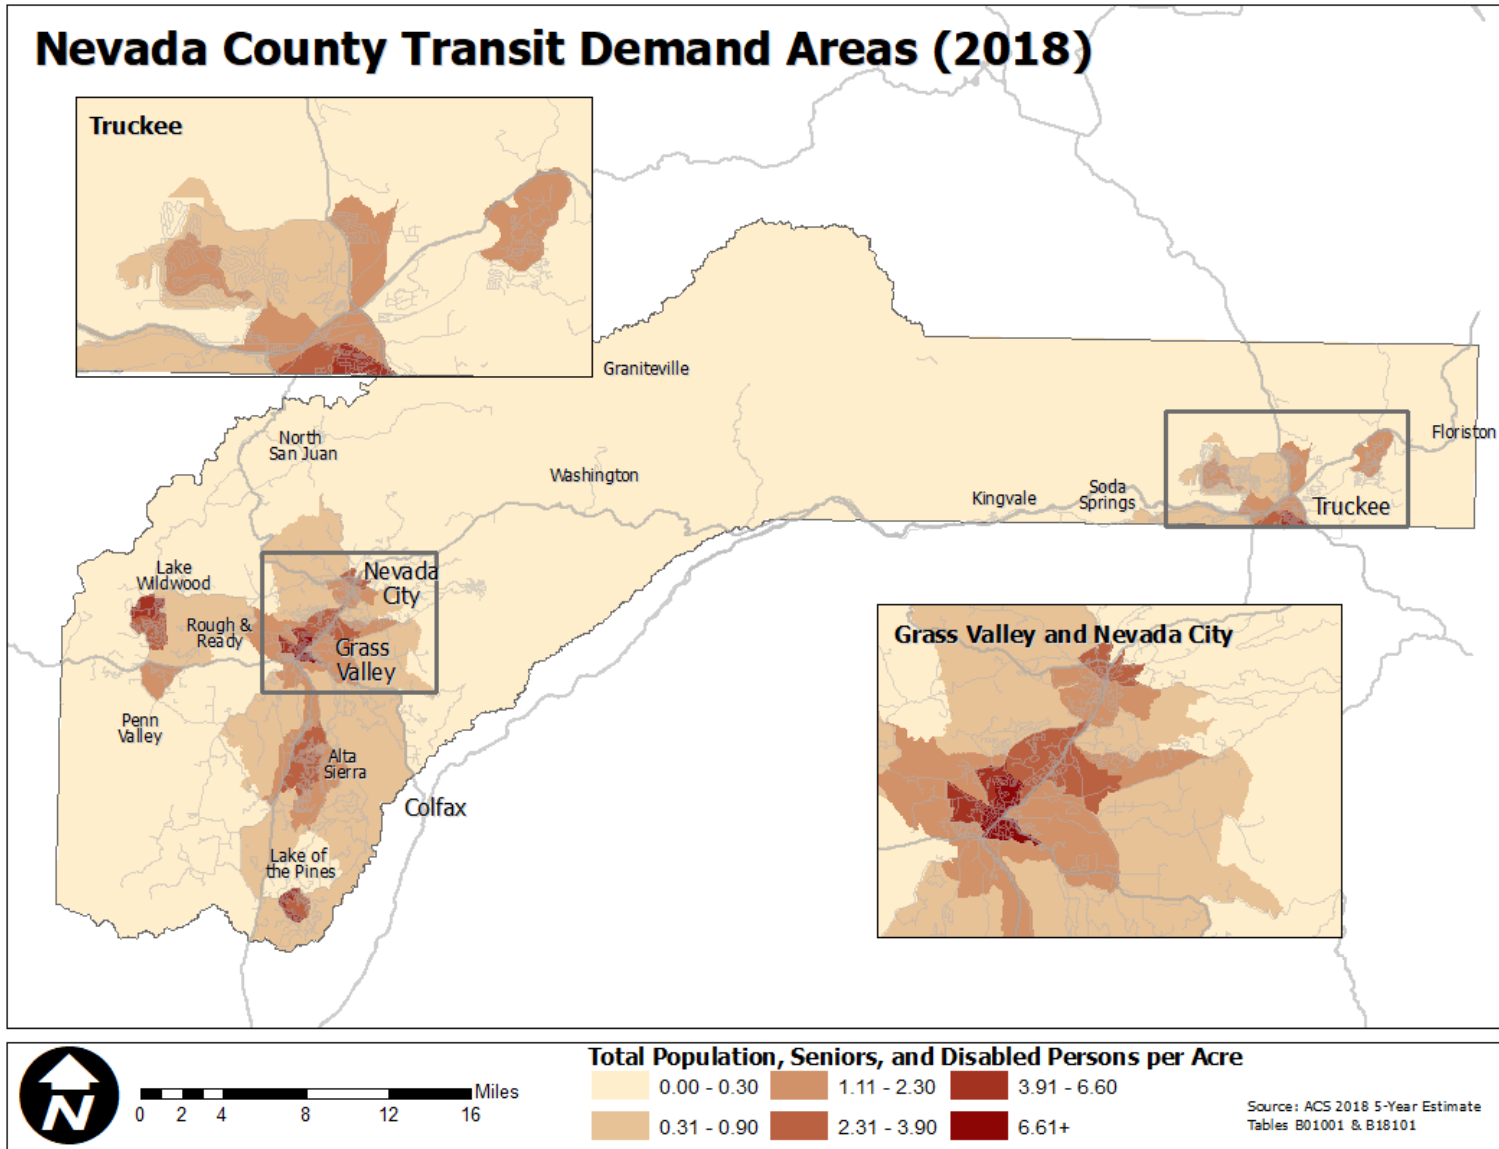 Nevada County Transit Demand Areas (2018)
Truckee
Graniteville
North
San Juan
Washington
Floriston
Kingvale
Soda
Springs
Truckee
Lake
Wildwood
Nevada
City
Rough &
Ready
Grass
Valley
Penn
Valley
Alta
Sierra
Colfax
Lake of
the Pines
Grass Valley and Nevada City
N
Miles
0 2 4 8 12 16
Total Population, Seniors, and Disabled Persons per Acre
0.00 - 0.30
1.11 - 2.30
3.91 - 6.60
0.31 - 0.90
2.31 - 3.90
6.61+
Source: ACS 2018 5-Year Estimate
Tables B01001 & B18101